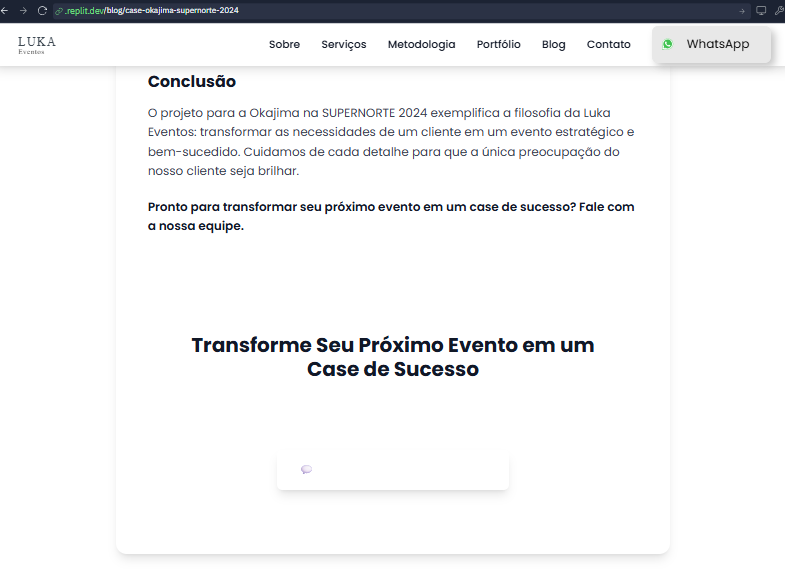 .replit.dev/blog/case-okajima-supernorte-2024
LUKA
Eventos
Sobre
Serviços
Metodologia
Portfólio
Blog
Contato
WhatsApp
Conclusão
O projeto para a Okajima na SUPERNORTE 2024 exemplifica a filosofia da Luka
Eventos: transformar as necessidades de um cliente em um evento estratégico e
bem-sucedido. Cuidamos de cada detalhe para que a única preocupação do
nosso cliente seja brilhar.
Pronto para transformar seu próximo evento em um case de sucesso? Fale com
a nossa equipe.
Transforme Seu Próximo Evento em um
Case de Sucesso